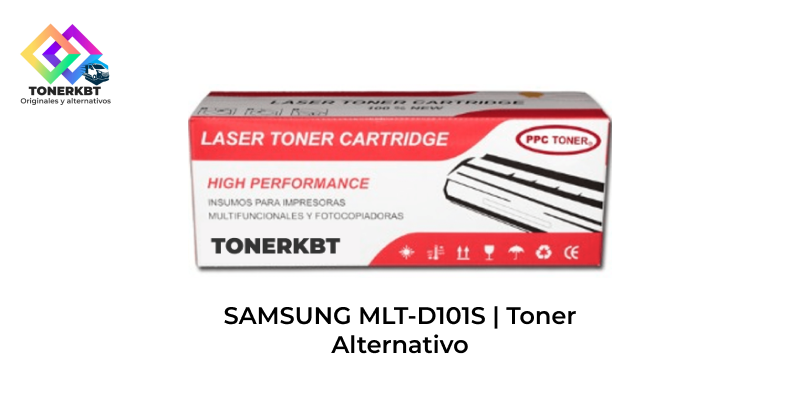 TONERKBT
Originales y alternativos
LASER TONER CARTRIDGE
100 % NEW
LASER TONER CARTRIDGE
PPC TONER
HIGH PERFORMANCE
INSUMOS PARA IMPRESORAS
MULTIFUNCIONALES Y FOTOCOPIADORAS
TONERKBT
CE
SAMSUNG MLT-D101S | Toner
Alternativo